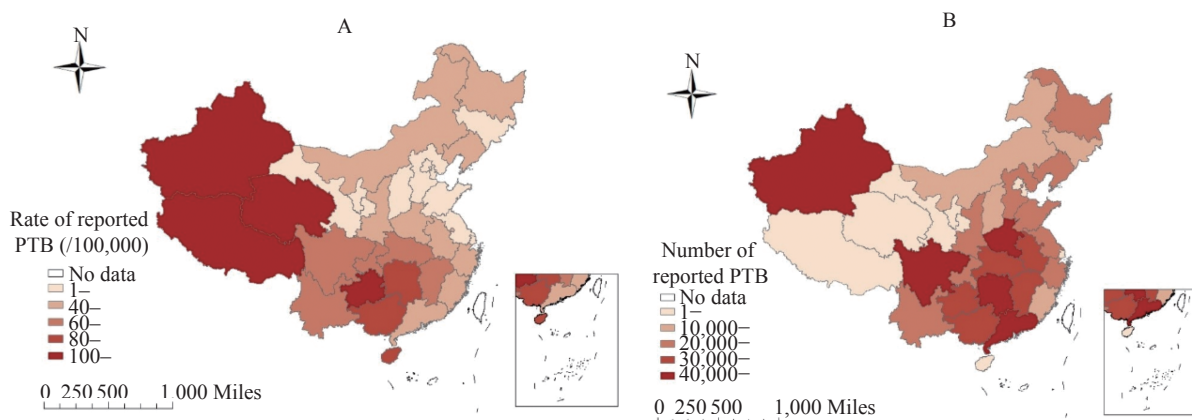 A
N
Rate of reported
PTB (/100,000)
No data
1–
40–
60–
80–
100–
0 250 500 1,000 Miles
B
N
Number of
reported PTB
No data
1–
10,000–
20,000–
30,000–
40,000–
0 250 500 1,000 Miles